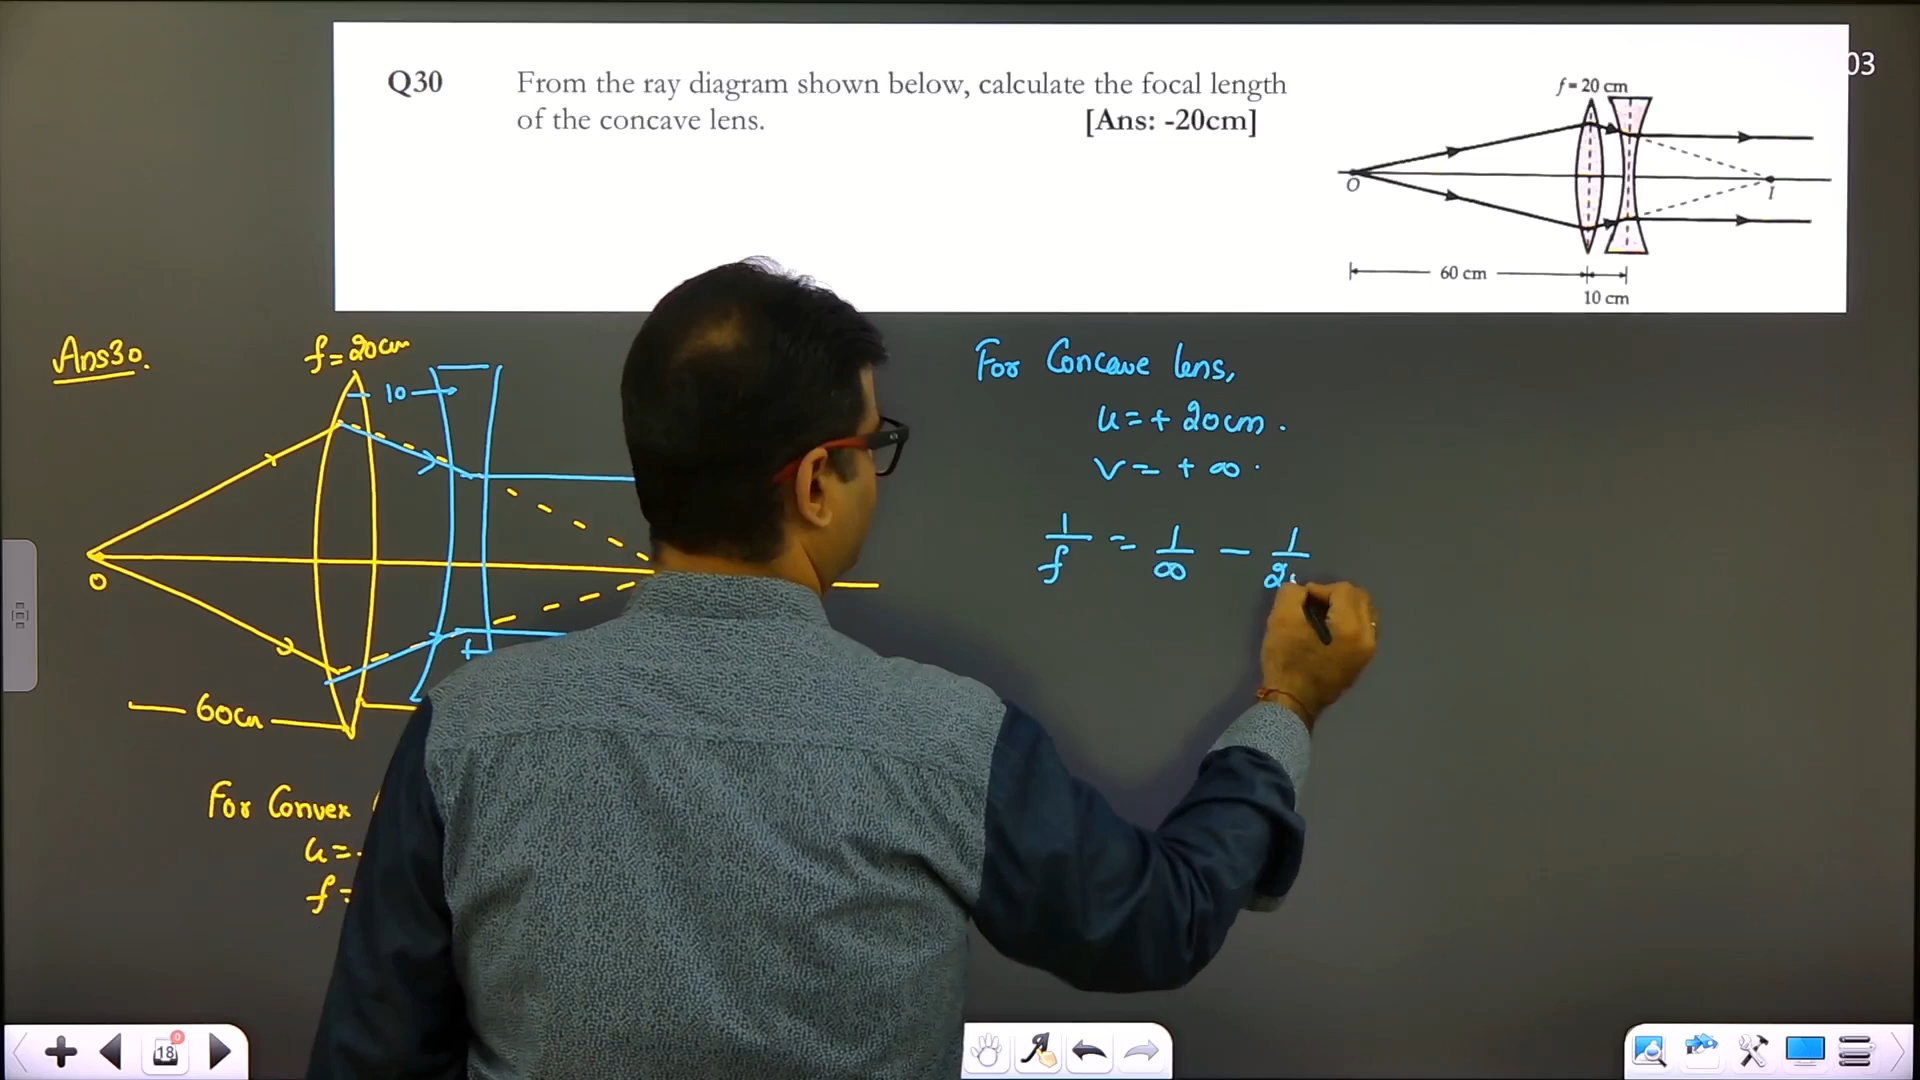 03
Q30 From the ray diagram shown below, calculate the focal length
of the concave lens. [Ans: -20cm]
f = 20 cm
O
I
60 cm
10 cm
Ans30.
f = 20cm
10
O
60cm
For Convex
u = -
f =
For Concave lens,
u = + 20cm.
v = + ∞.
1/f = 1/∞ - 1/20
18
0